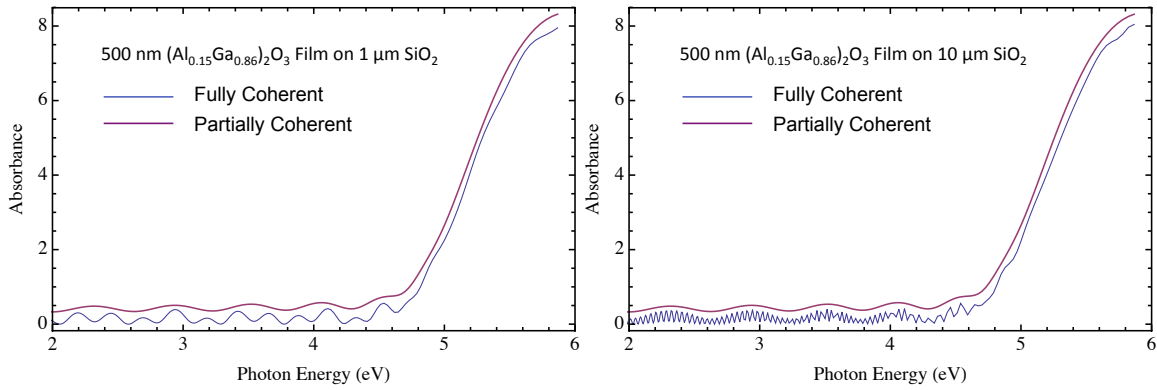 500 nm (Al₀.₁₅Ga₀.₈₆)₂O₃ Film on 1 µm SiO₂
Fully Coherent
Partially Coherent
Absorbance
8
6
4
2
0
2 3 4 5 6
Photon Energy (eV)
500 nm (Al₀.₁₅Ga₀.₈₆)₂O₃ Film on 10 µm SiO₂
Fully Coherent
Partially Coherent
Absorbance
8
6
4
2
0
2 3 4 5 6
Photon Energy (eV)